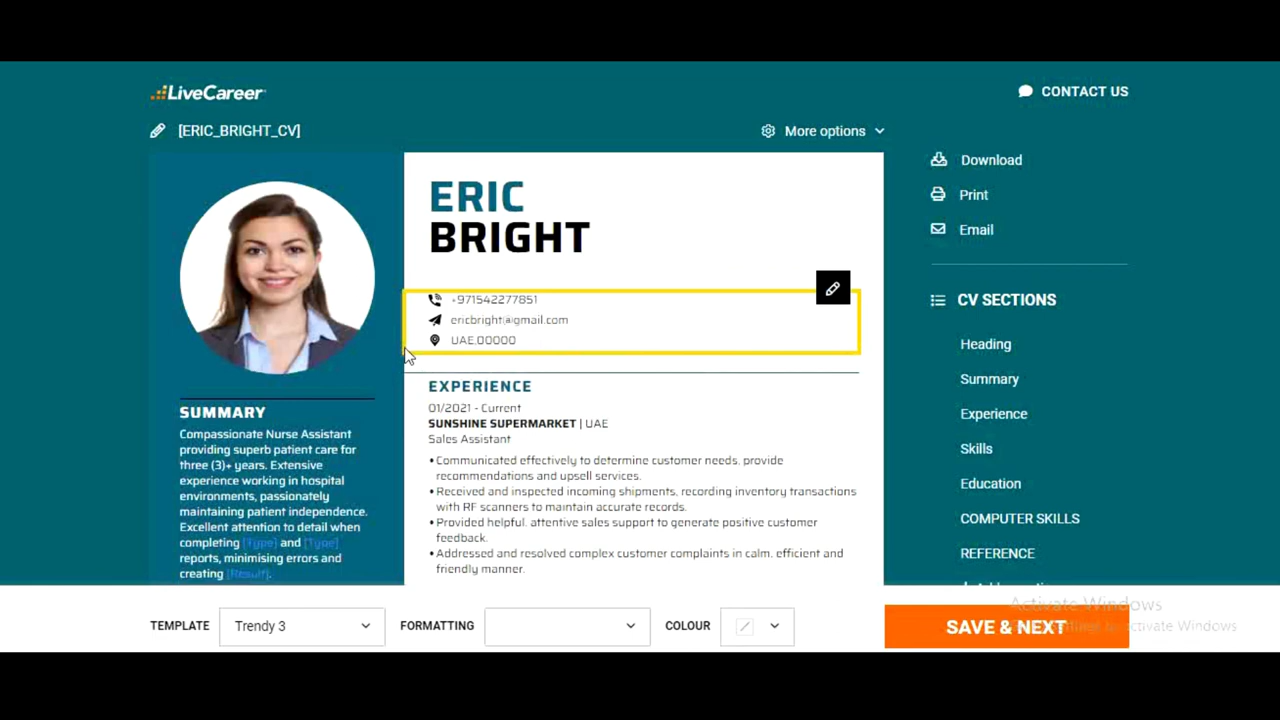 LiveCareer
CONTACT US
[ERIC_BRIGHT_CV]
More options
Download
Print
Email
CV SECTIONS
Heading
Summary
Experience
Skills
Education
COMPUTER SKILLS
REFERENCE
ERIC
BRIGHT
+971542277851
ericbright@gmail.com
UAE,00000
SUMMARY
Compassionate Nurse Assistant
providing superb patient care for
three (3)+ years. Extensive
experience working in hospital
environments, passionately
maintaining patient independence.
Excellent attention to detail when
completing [Type] and [Type]
reports, minimising errors and
creating [Result].
EXPERIENCE
01/2021 - Current
SUNSHINE SUPERMARKET | UAE
Sales Assistant
•Communicated effectively to determine customer needs, provide
recommendations and upsell services.
•Received and inspected incoming shipments, recording inventory transactions
with RF scanners to maintain accurate records.
•Provided helpful, attentive sales support to generate positive customer
feedback.
•Addressed and resolved complex customer complaints in calm, efficient and
friendly manner.
TEMPLATE
Trendy 3
FORMATTING
COLOUR
SAVE & NEXT
Activate Windows
to activate Windows